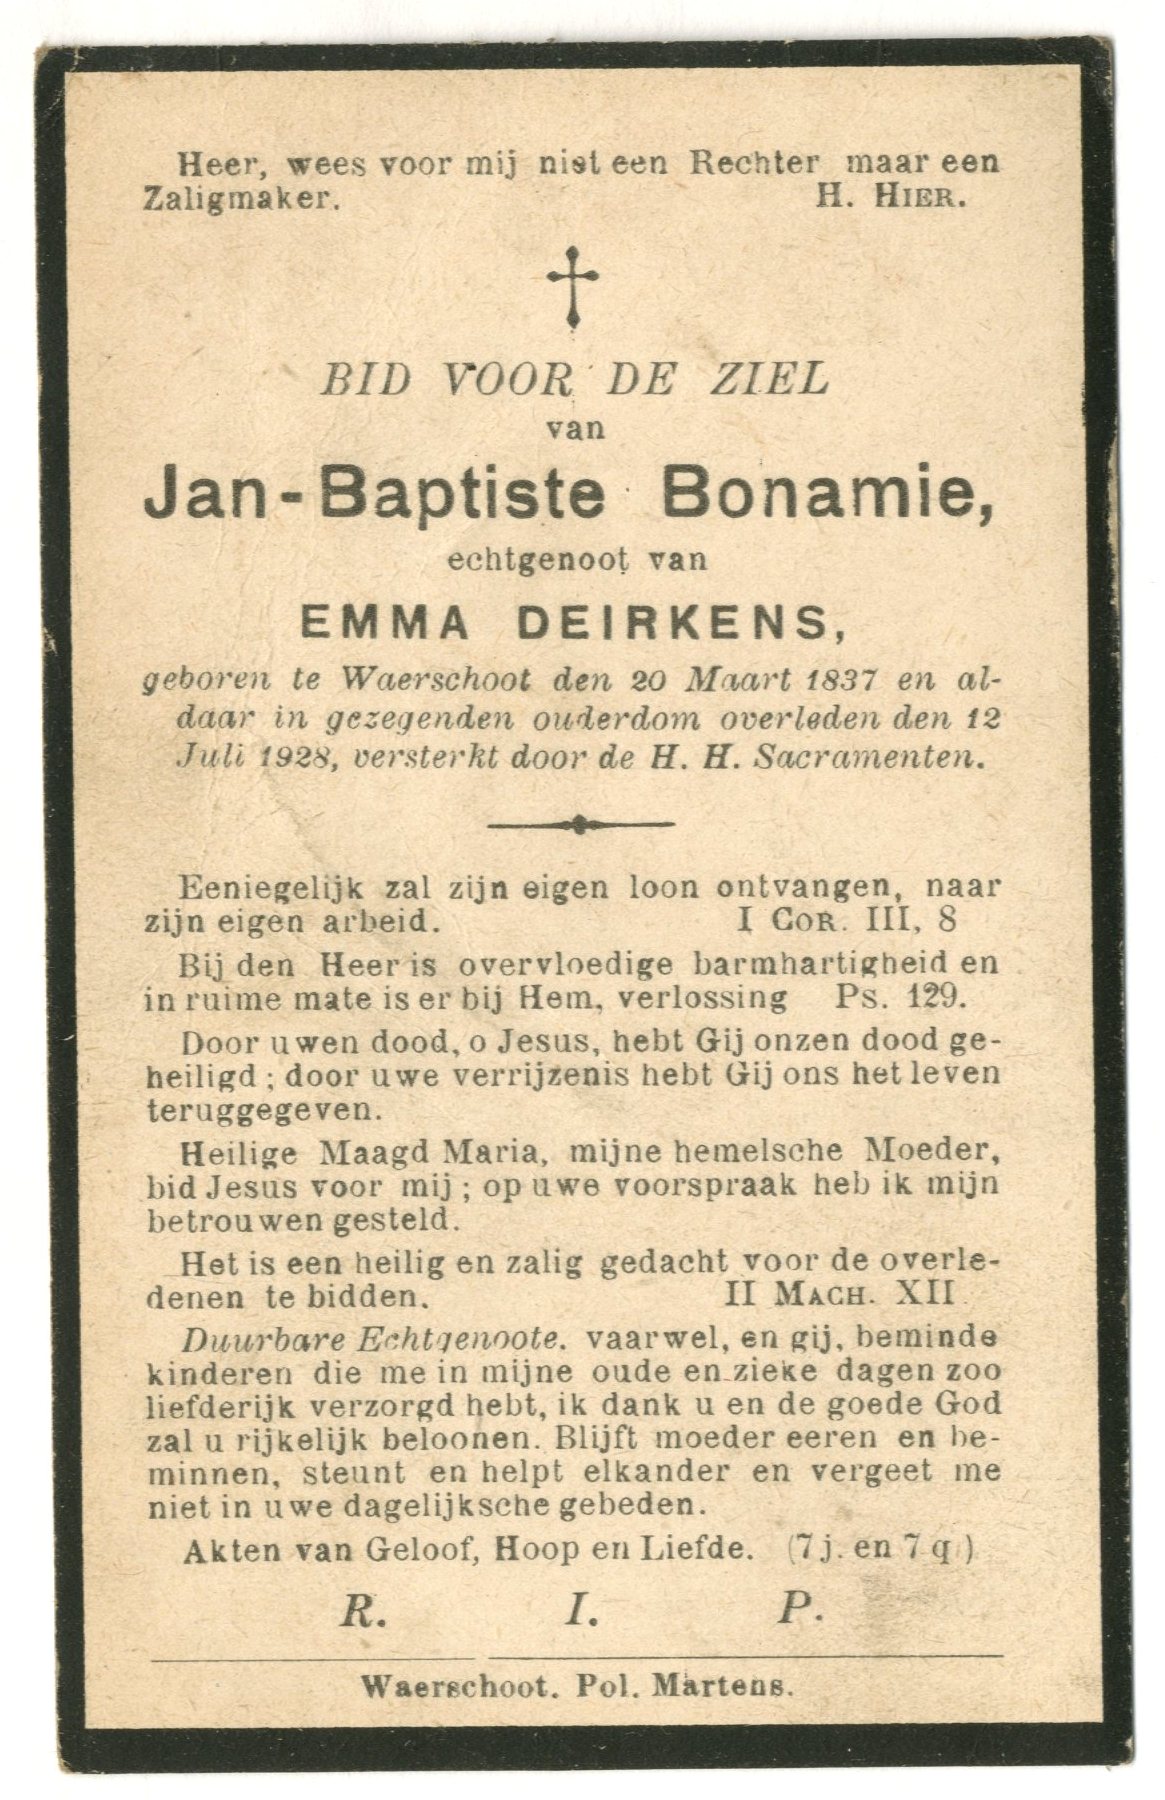 Heer, wees voor mij niet een Rechter maar een
Zaligmaker. H. HIER.
BID VOOR DE ZIEL
van
Jan-Baptiste Bonamie,
echtgenoot van
EMMA DEIRKENS,
geboren te Waerschoot den 20 Maart 1837 en al-
daar in gezegenden ouderdom overleden den 12
Juli 1928, versterkt door de H. H. Sacramenten.
Eeniegelijk zal zijn eigen loon ontvangen, naar
zijn eigen arbeid. I COR. III, 8
Bij den Heer is overvloedige barmhartigheid en
in ruime mate is er bij Hem, verlossing Ps. 129.
Door uwen dood, o Jesus, hebt Gij onzen dood ge-
heiligd; door uwe verrijzenis hebt Gij ons het leven
teruggegeven.
Heilige Maagd Maria, mijne hemelsche Moeder,
bid Jesus voor mij; op uwe voorspraak heb ik mijn
betrouwen gesteld.
Het is een heilig en zalig gedacht voor de overle-
denen te bidden. II MACH. XII
Duurbare Echtgenoote, vaarwel, en gij, beminde
kinderen die me in mijne oude en zieke dagen zoo
liefderijk verzorgd hebt, ik dank u en de goede God
zal u rijkelijk beloonen. Blijft moeder eeren en be-
minnen, steunt en helpt elkander en vergeet me
niet in uwe dagelijksche gebeden.
Akten van Geloof, Hoop en Liefde. (7 j. en 7 q.)
R. I. P.
Waerschoot. Pol. Martens.